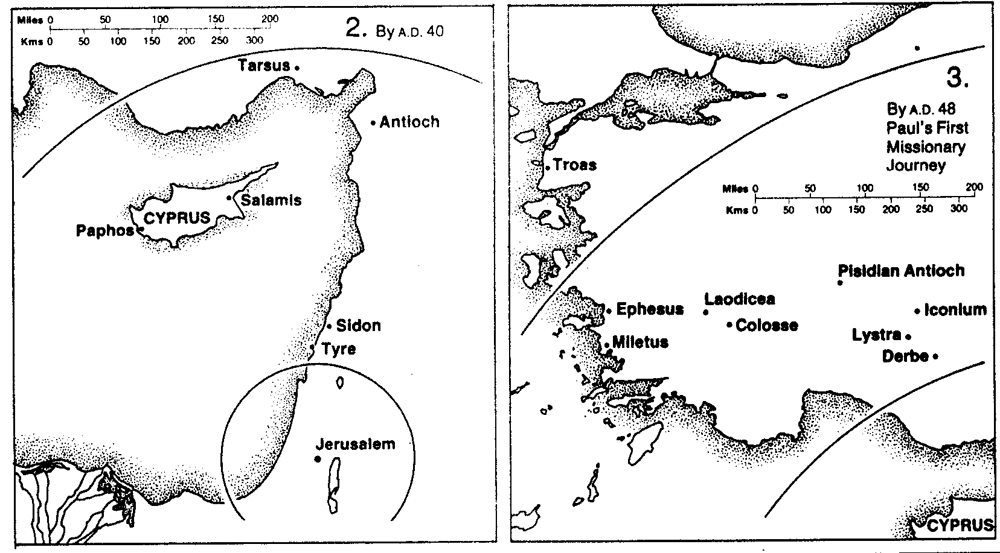 Miles 0 50 100 150 200
Kms 0 50 100 150 200 250 300
2. By A.D. 40
Tarsus
Antioch
Salamis
CYPRUS
Paphos
Sidon
Tyre
Jerusalem
3.
By A.D. 48
Paul's First
Missionary
Journey
Miles 0 50 100 150 200
Kms 0 50 100 150 200 250 300
Troas
Pisidian Antioch
Laodicea
Ephesus
Iconium
Colosse
Lystra
Miletus
Derbe
CYPRUS